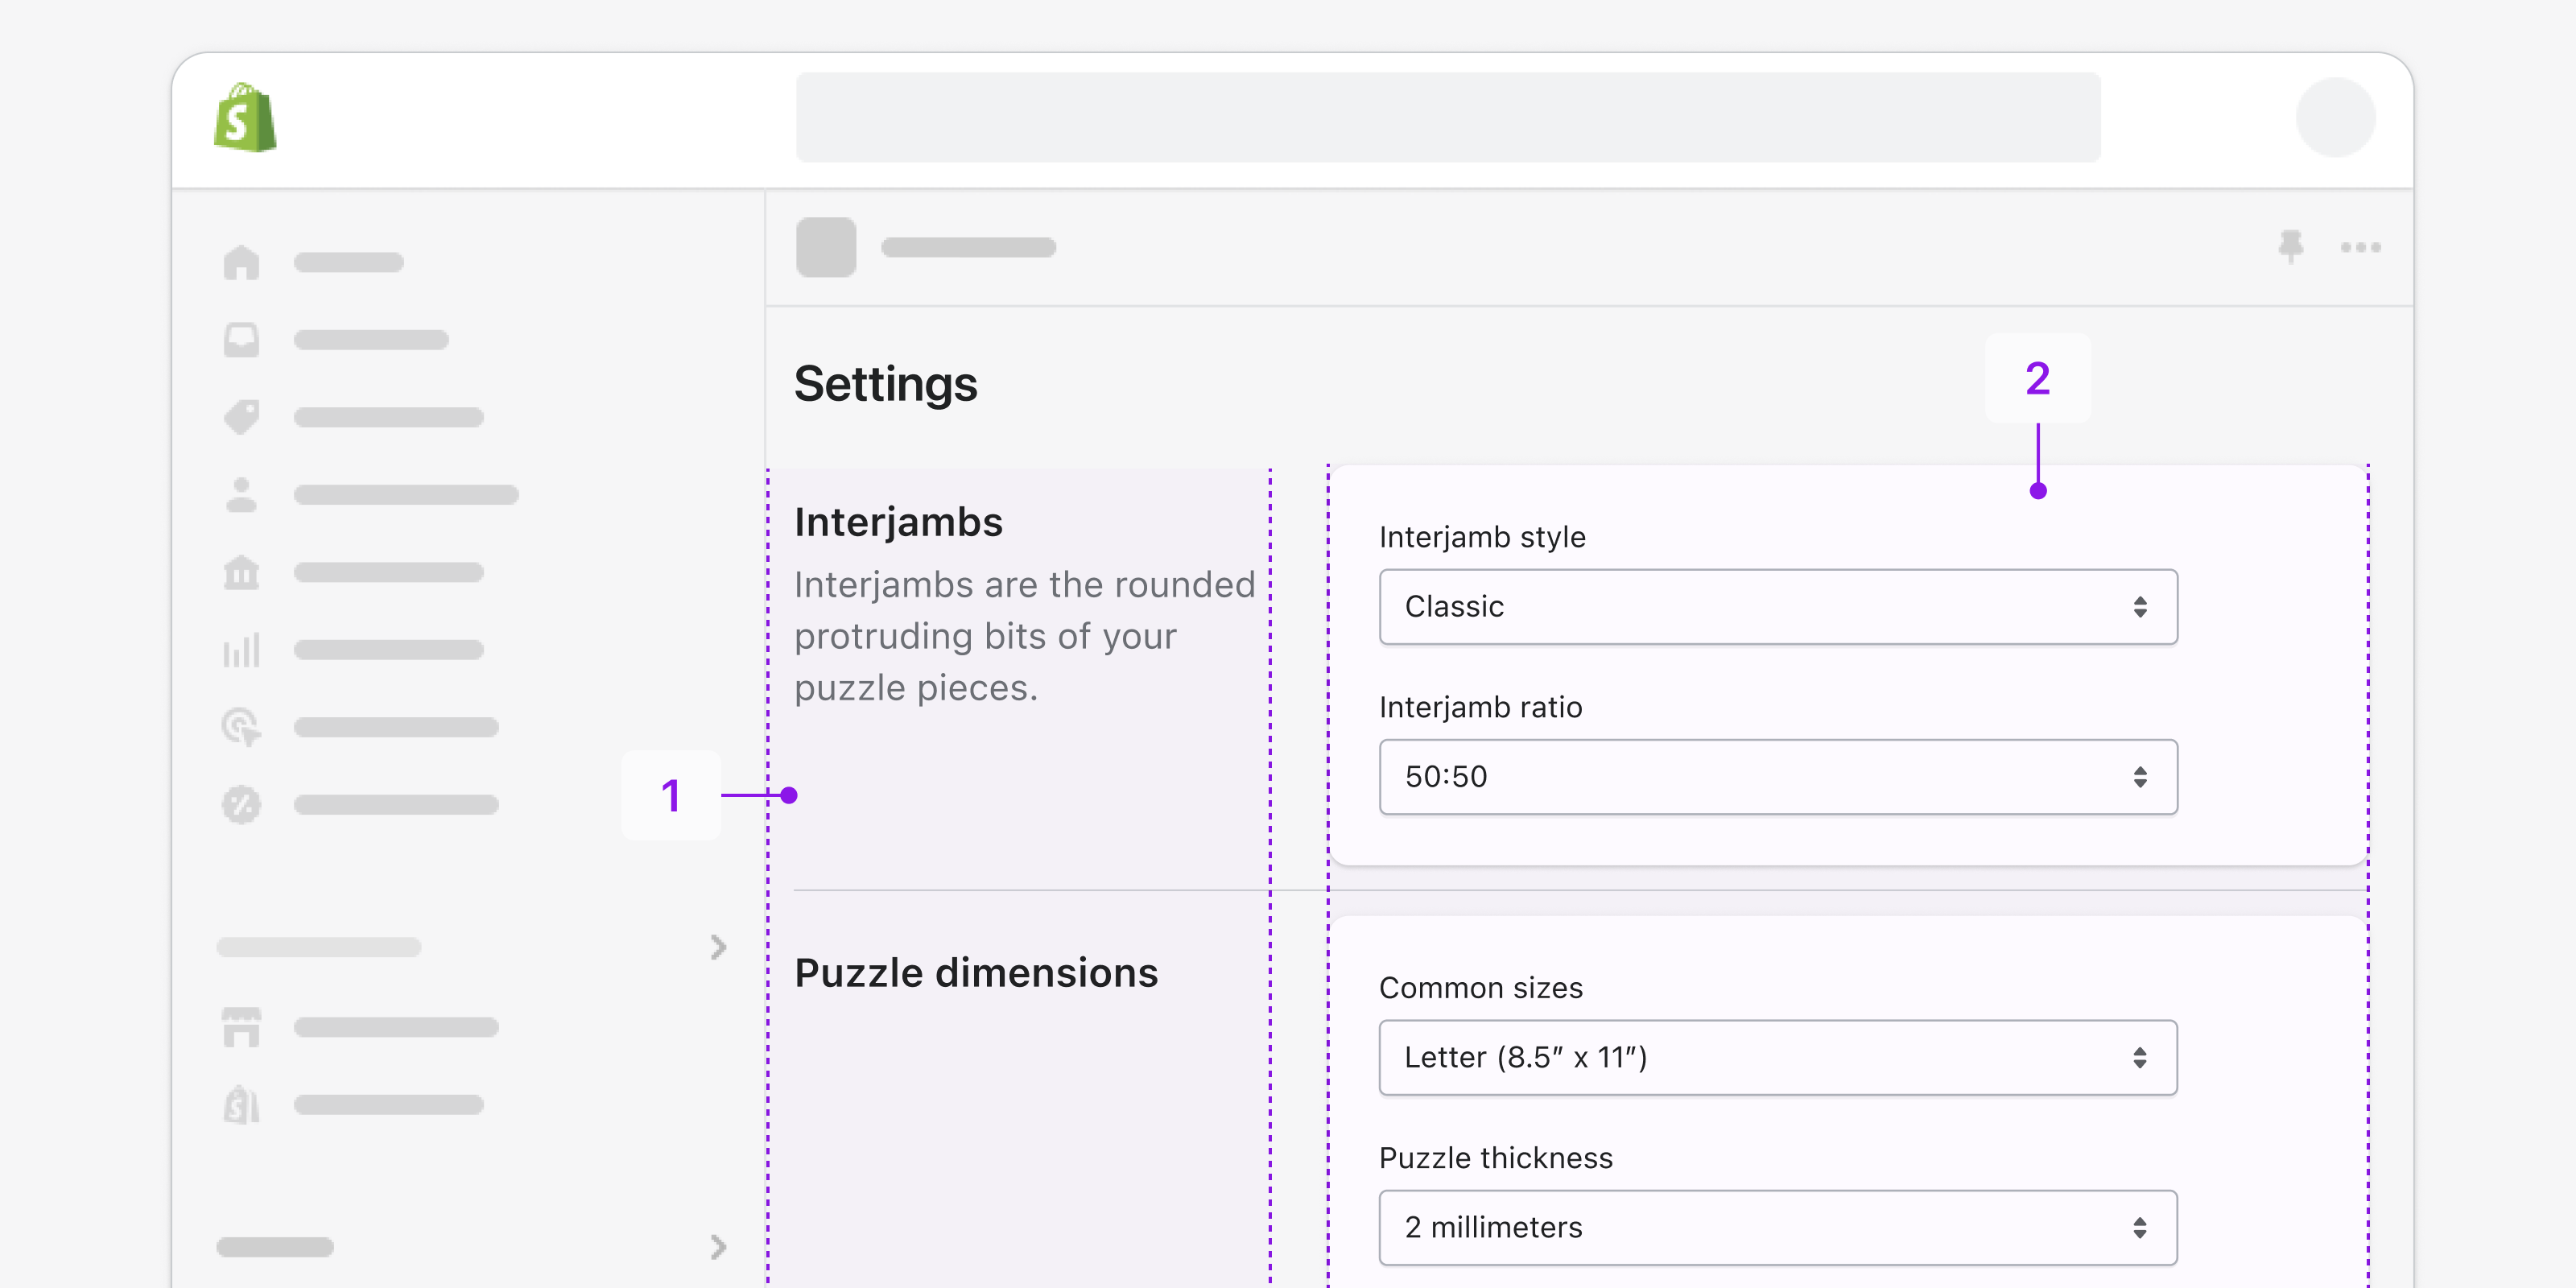 Settings
2
Interjambs
Interjambs are the rounded
protruding bits of your
puzzle pieces.
1
Interjamb style
Classic
Interjamb ratio
50:50
Puzzle dimensions
Common sizes
Letter (8.5″ x 11″)
Puzzle thickness
2 millimeters